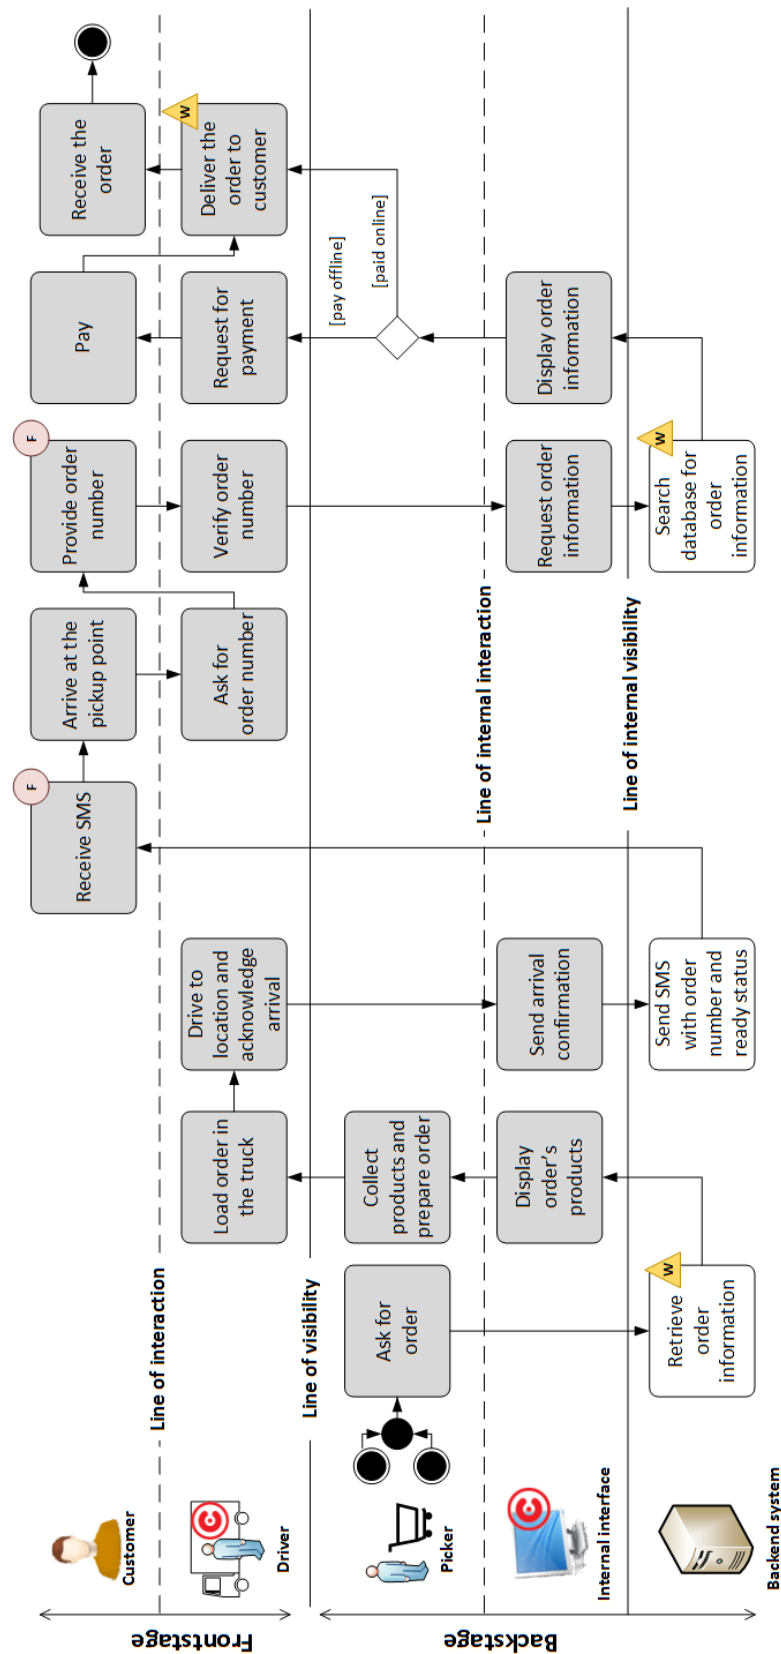 Frontstage
Backstage
Customer
Driver
Picker
Internal interface
Backend system
Line of interaction
Line of visibility
Line of internal interaction
Line of internal visibility
Ask for
order
Retrieve
order
information
W
Display
order's
products
Collect
products and
prepare order
Load order in
the truck
Drive to
location and
acknowledge
arrival
Send arrival
confirmation
Send SMS
with order
number and
ready status
Receive SMS
F
Arrive at the
pickup point
Ask for
order number
Provide order
number
F
Verify order
number
Request order
information
Search
database for
order
information
W
Display order
information
[pay offline]
[paid online]
Request for
payment
Pay
Deliver the
order to
customer
W
Receive the
order
C
C